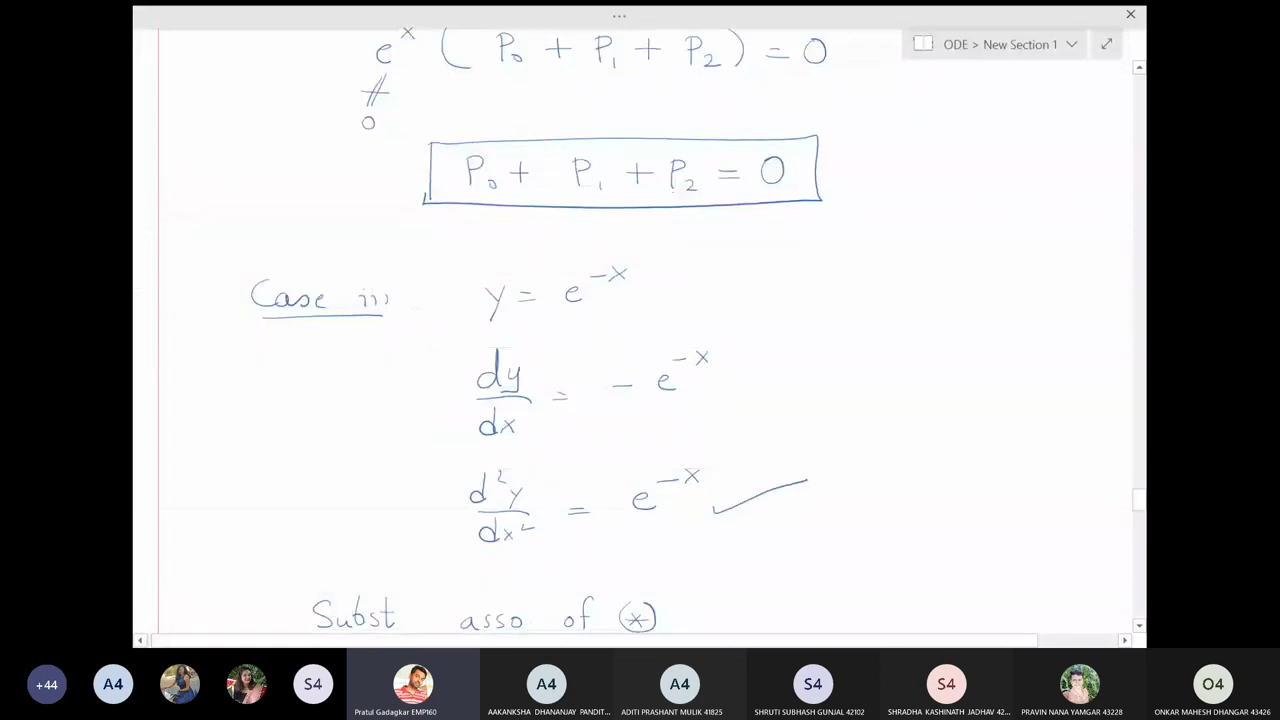 ...
ODE > New Section 1
e^x ( P₀ + P₁ + P₂ ) = 0
≠
0
P₀ + P₁ + P₂ = 0
Case ii) y = e^{-x}
dy/dx = - e^{-x}
d²y/dx² = e^{-x} ✓
Subst asso of (*)
+44 A4 S4 A4 A4 S4 S4 O4
Pratul Gadagkar EMP160 AAKANKSHA DHANANJAY PANDIT... ADITI PRASHANT MULIK 41825 SHRUTI SUBHASH GUNJAL 42102 SHRADHA KASHINATH JADHAV 42... PRAVIN NANA YAMGAR 43228 ONKAR MAHESH DHANGAR 43426